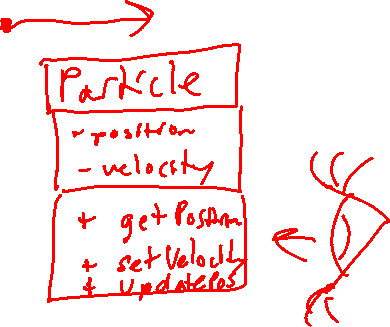 Particle
- position
- velocity
+ getPosition
+ setVelocity
+ updatePos